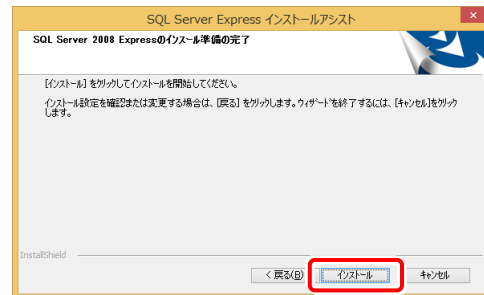 SQL Server Express インストールアシスト
SQL Server 2008 Expressのインストール準備の完了
[インストール] をクリックしてインストールを開始してください。
インストール設定を確認または変更する場合は、[戻る] をクリックします。ウィザードを終了するには、[キャンセル]をクリック
します。
InstallShield
< 戻る(B)
インストール
キャンセル